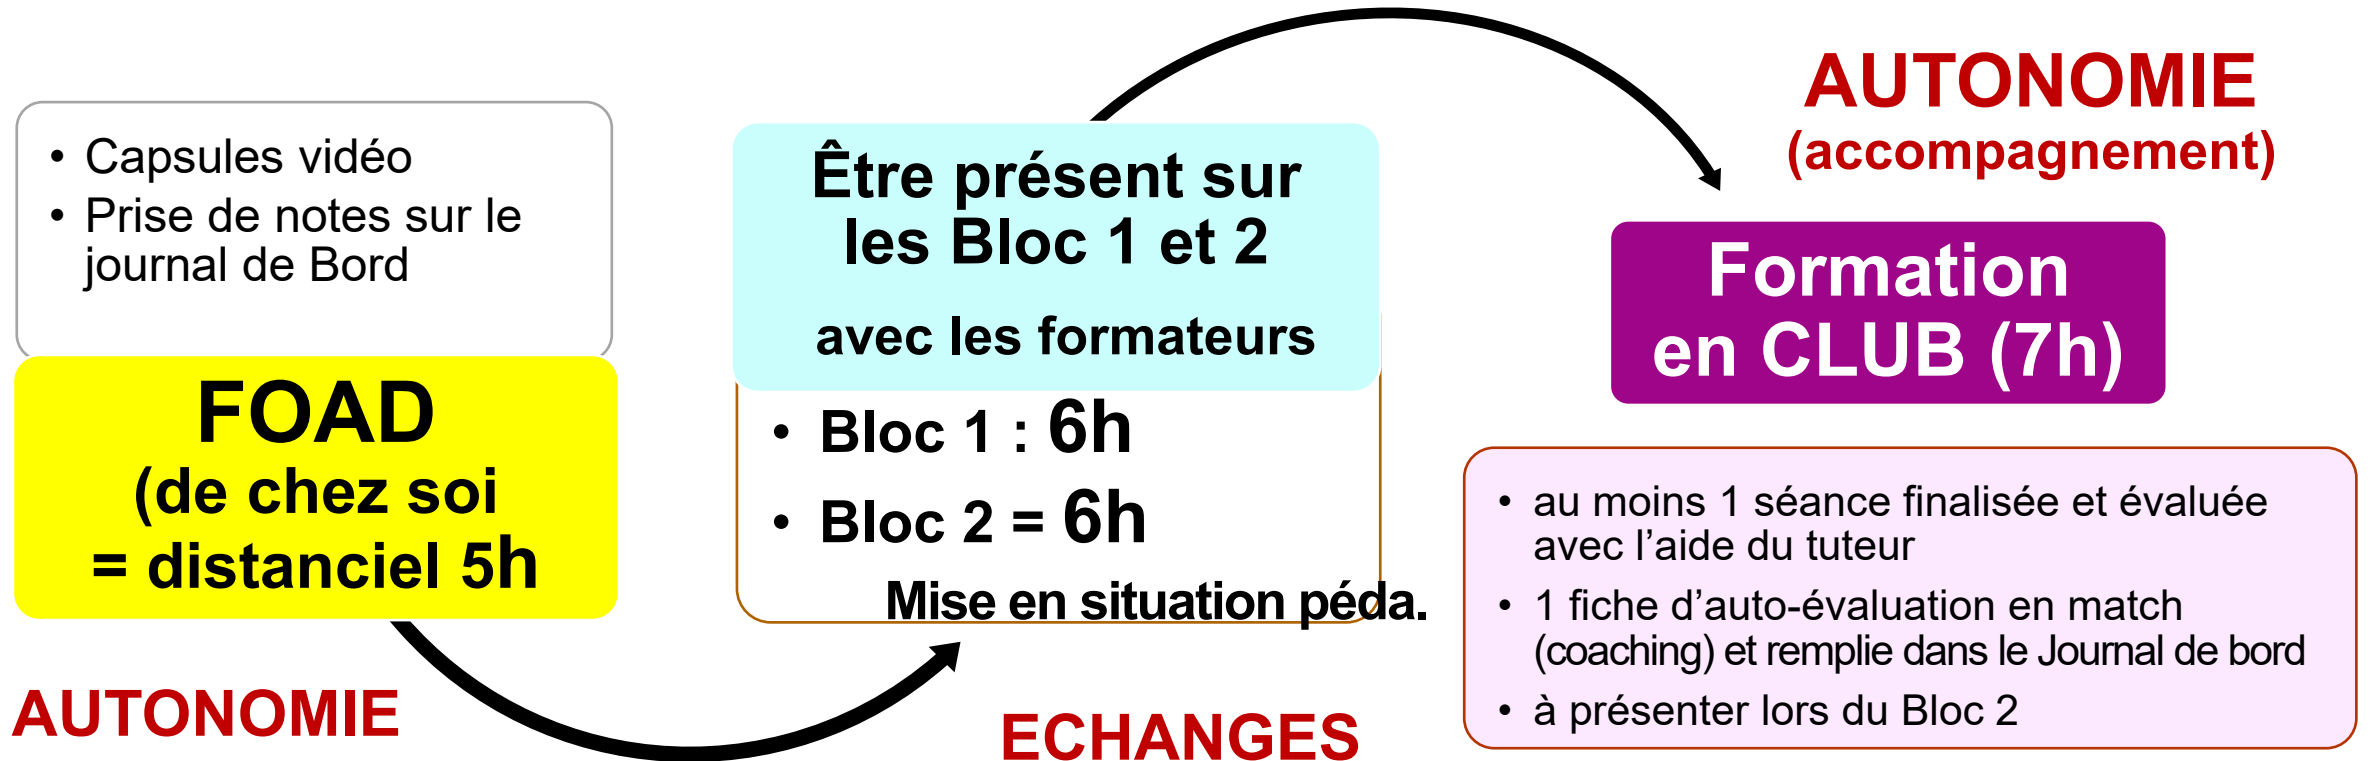 • Capsules vidéo
• Prise de notes sur le
journal de Bord
FOAD
(de chez soi
= distanciel 5h
AUTONOMIE
Être présent sur
les Bloc 1 et 2
avec les formateurs
• Bloc 1 : 6h
• Bloc 2 = 6h
Mise en situation péda.
ECHANGES
AUTONOMIE
(accompagnement)
Formation
en CLUB (7h)
• au moins 1 séance finalisée et évaluée
avec l’aide du tuteur
• 1 fiche d’auto-évaluation en match
(coaching) et remplie dans le Journal de bord
• à présenter lors du Bloc 2